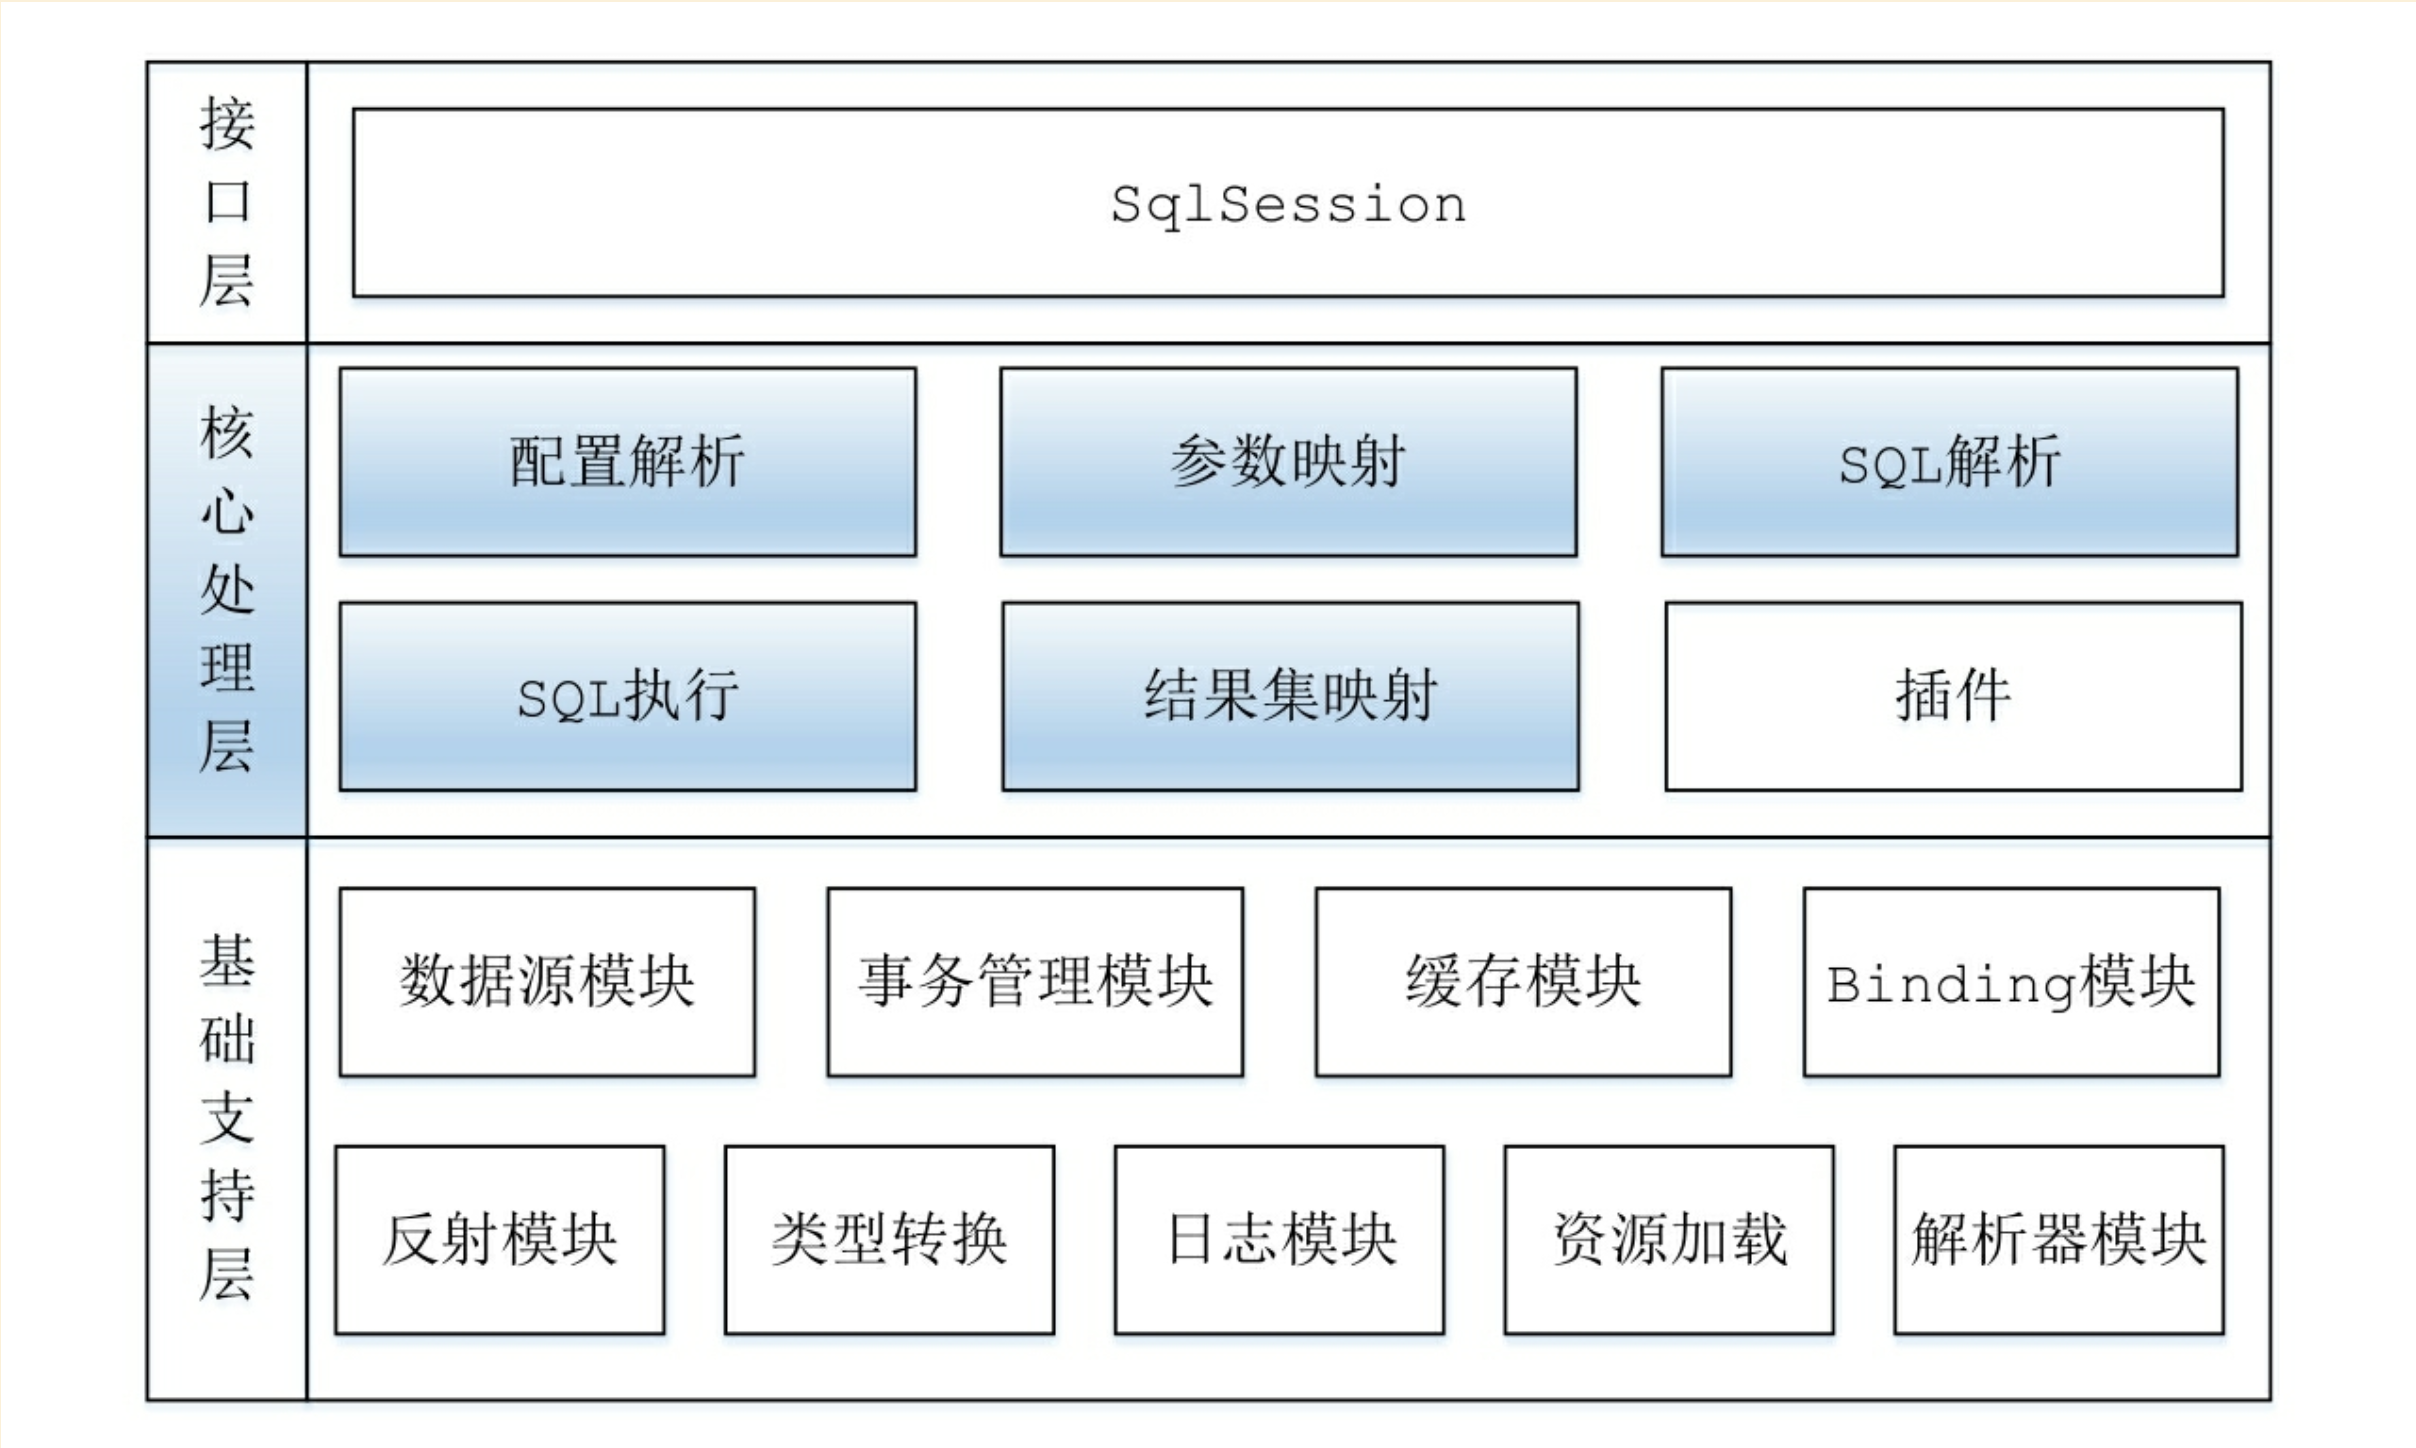 接口层
SqlSession
核心处理层
配置解析
参数映射
SQL解析
SQL执行
结果集映射
插件
基础支持层
数据源模块
事务管理模块
缓存模块
Binding模块
反射模块
类型转换
日志模块
资源加载
解析器模块